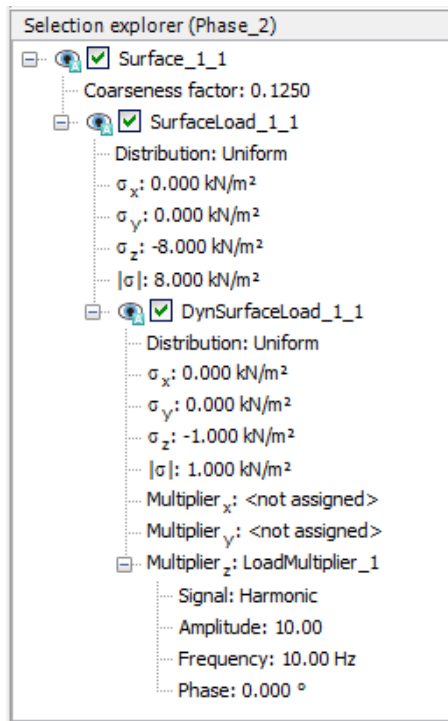 Selection explorer (Phase_2)
Surface_1_1
Coarseness factor: 0.1250
SurfaceLoad_1_1
Distribution: Uniform
σx: 0.000 kN/m²
σy: 0.000 kN/m²
σz: -8.000 kN/m²
|σ|: 8.000 kN/m²
DynSurfaceLoad_1_1
Distribution: Uniform
σx: 0.000 kN/m²
σy: 0.000 kN/m²
σz: -1.000 kN/m²
|σ|: 1.000 kN/m²
Multiplierx: <not assigned>
Multipliery: <not assigned>
Multiplierz: LoadMultiplier_1
Signal: Harmonic
Amplitude: 10.00
Frequency: 10.00 Hz
Phase: 0.000 °